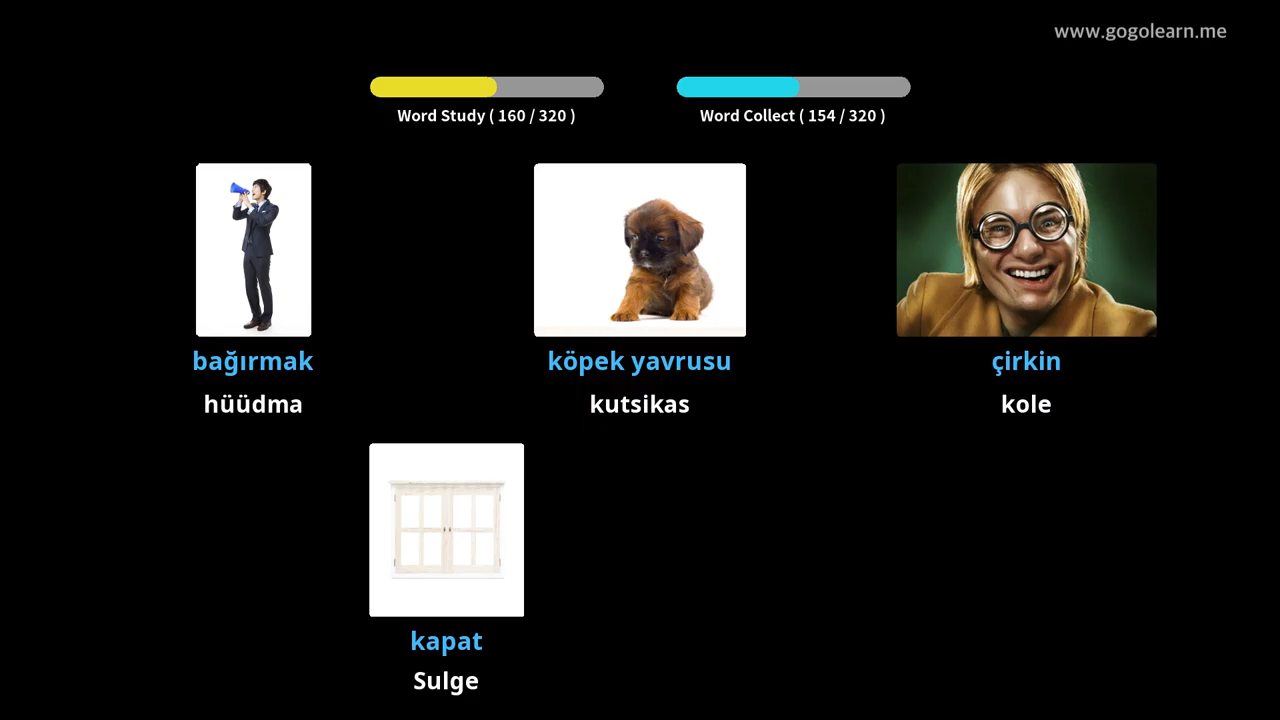 www.gogolearn.me
Word Study ( 160 / 320 )
Word Collect ( 154 / 320 )
bağırmak
hüüdma
köpek yavrusu
kutsikas
çirkin
kole
kapat
Sulge